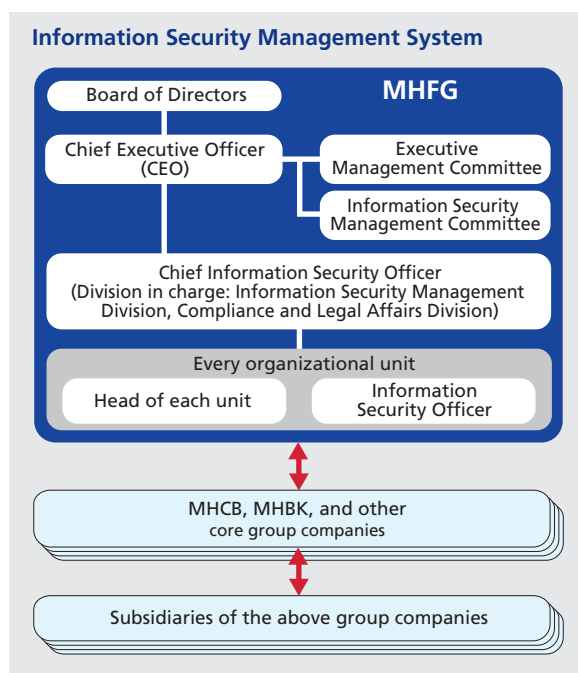 Information Security Management System
MHFG
Board of Directors
Chief Executive Officer
(CEO)
Executive
Management Committee
Information Security
Management Committee
Chief Information Security Officer
(Division in charge: Information Security Management
Division, Compliance and Legal Affairs Division)
Every organizational unit
Head of each unit
Information
Security Officer
MHCB, MHBK, and other
core group companies
Subsidiaries of the above group companies